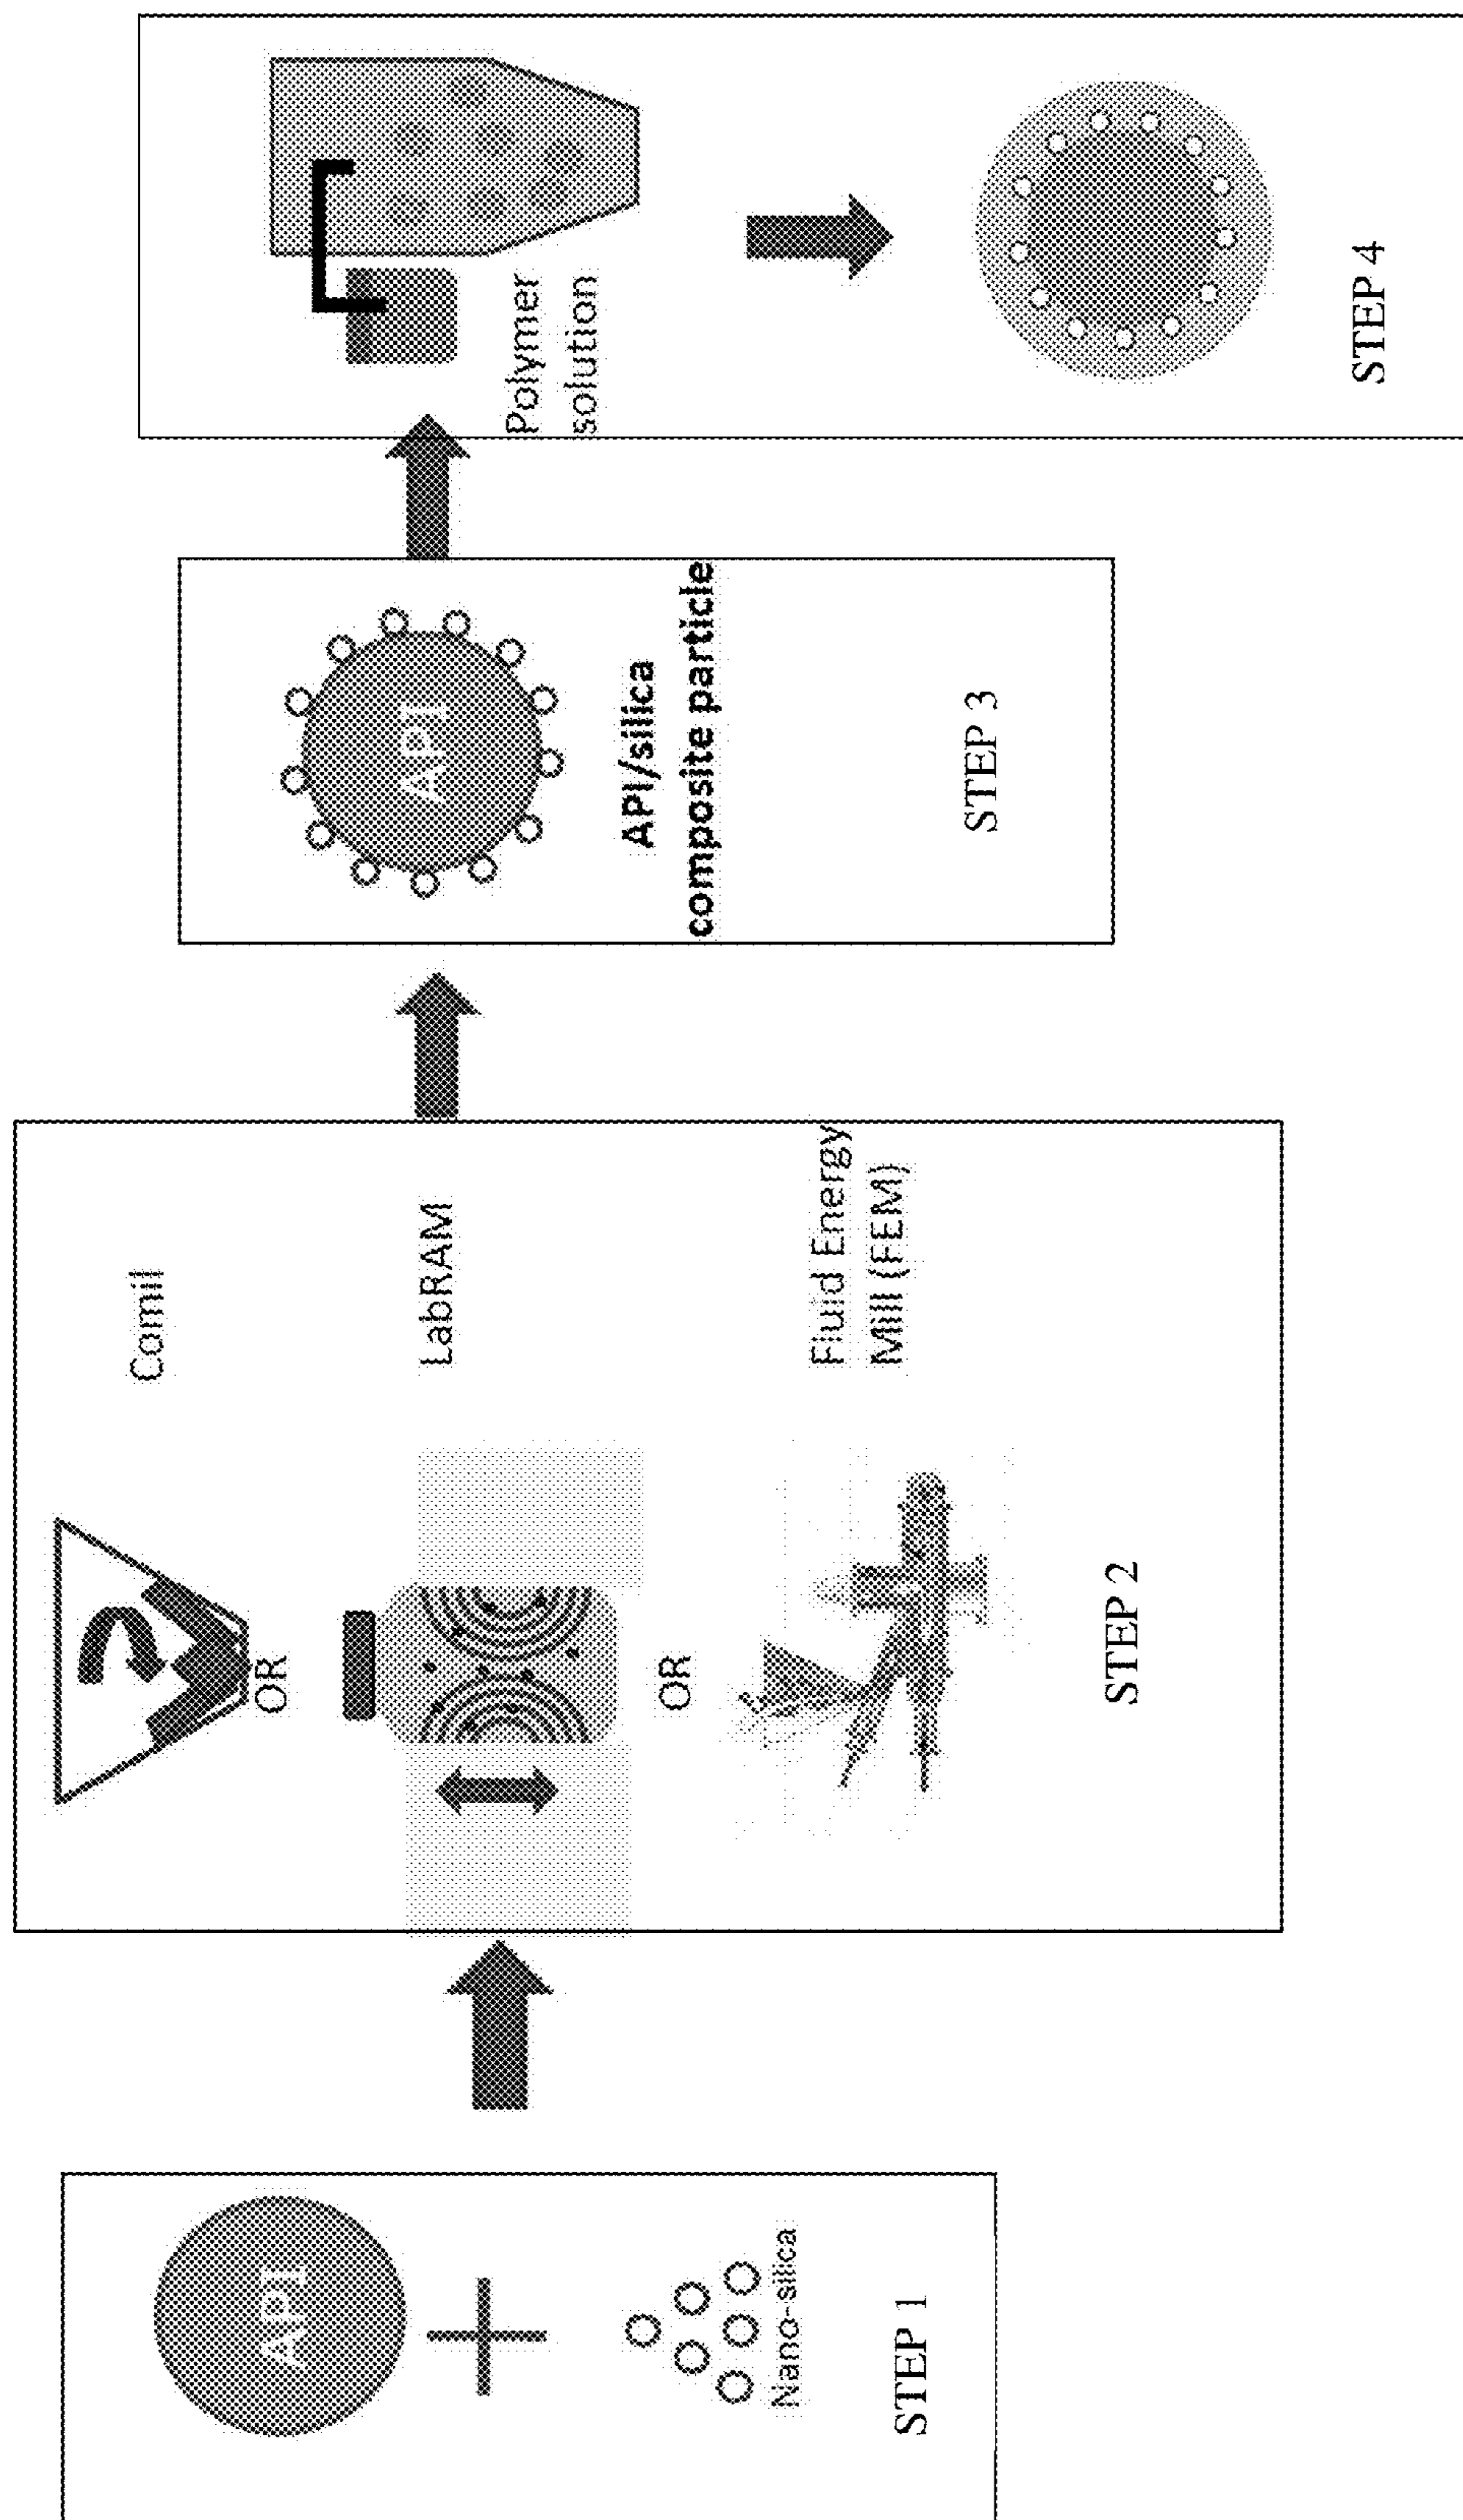 API
Nano-silica
STEP 1
Comil
OR
LabRAM
OR
Fluid Energy
Mill (FEM)
STEP 2
API
API/silica
composite particle
STEP 3
Polymer
solution
STEP 4